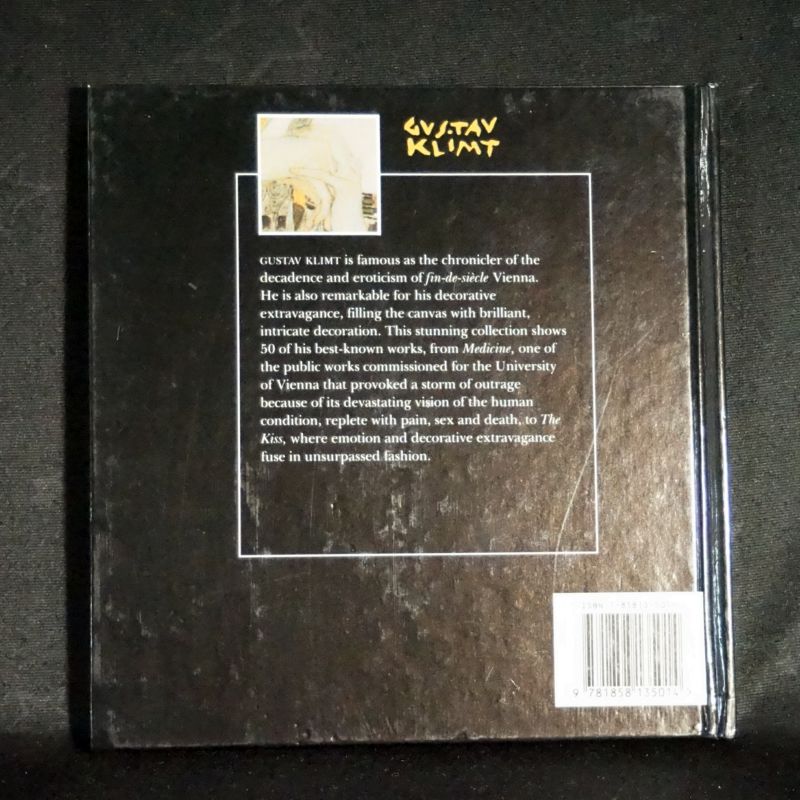 GUSTAV
KLIMT
GUSTAV KLIMT is famous as the chronicler of the
decadence and eroticism of fin-de-siècle Vienna.
He is also remarkable for his decorative
extravagance, filling the canvas with brilliant,
intricate decoration. This stunning collection shows
50 of his best-known works, from Medicine, one of
the public works commissioned for the University
of Vienna that provoked a storm of outrage
because of its devastating vision of the human
condition, replete with pain, sex and death, to The
Kiss, where emotion and decorative extravagance
fuse in unsurpassed fashion.
ISBN
9 781858 135014